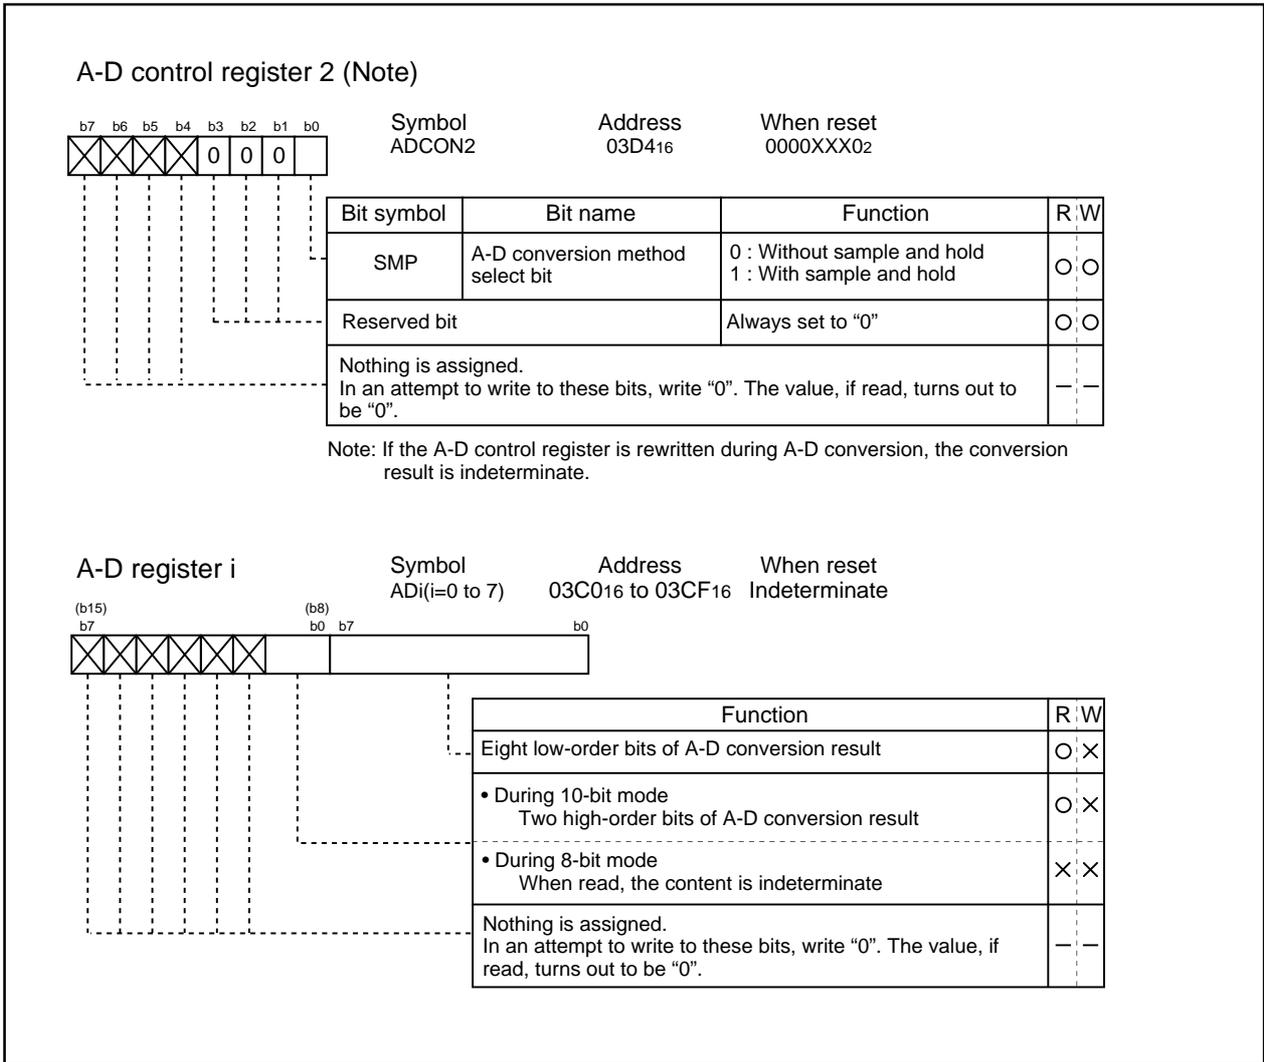 A-D control register 2 (Note)
b7 b6 b5 b4 b3 b2 b1 b0
0 0 0
Symbol Address When reset
ADCON2 03D416 0000XXX02
Bit symbol Bit name Function R W
SMP A-D conversion method select bit 0 : Without sample and hold
1 : With sample and hold
Reserved bit Always set to “0”
Nothing is assigned.
In an attempt to write to these bits, write “0”. The value, if read, turns out to
be “0”.
Note: If the A-D control register is rewritten during A-D conversion, the conversion
result is indeterminate.
A-D register i
Symbol Address When reset
ADi(i=0 to 7) 03C016 to 03CF16 Indeterminate
(b15) (b8)
b7 b0 b7 b0
Function R W
Eight low-order bits of A-D conversion result
• During 10-bit mode
Two high-order bits of A-D conversion result
• During 8-bit mode
When read, the content is indeterminate
Nothing is assigned.
In an attempt to write to these bits, write “0”. The value, if
read, turns out to be “0”.